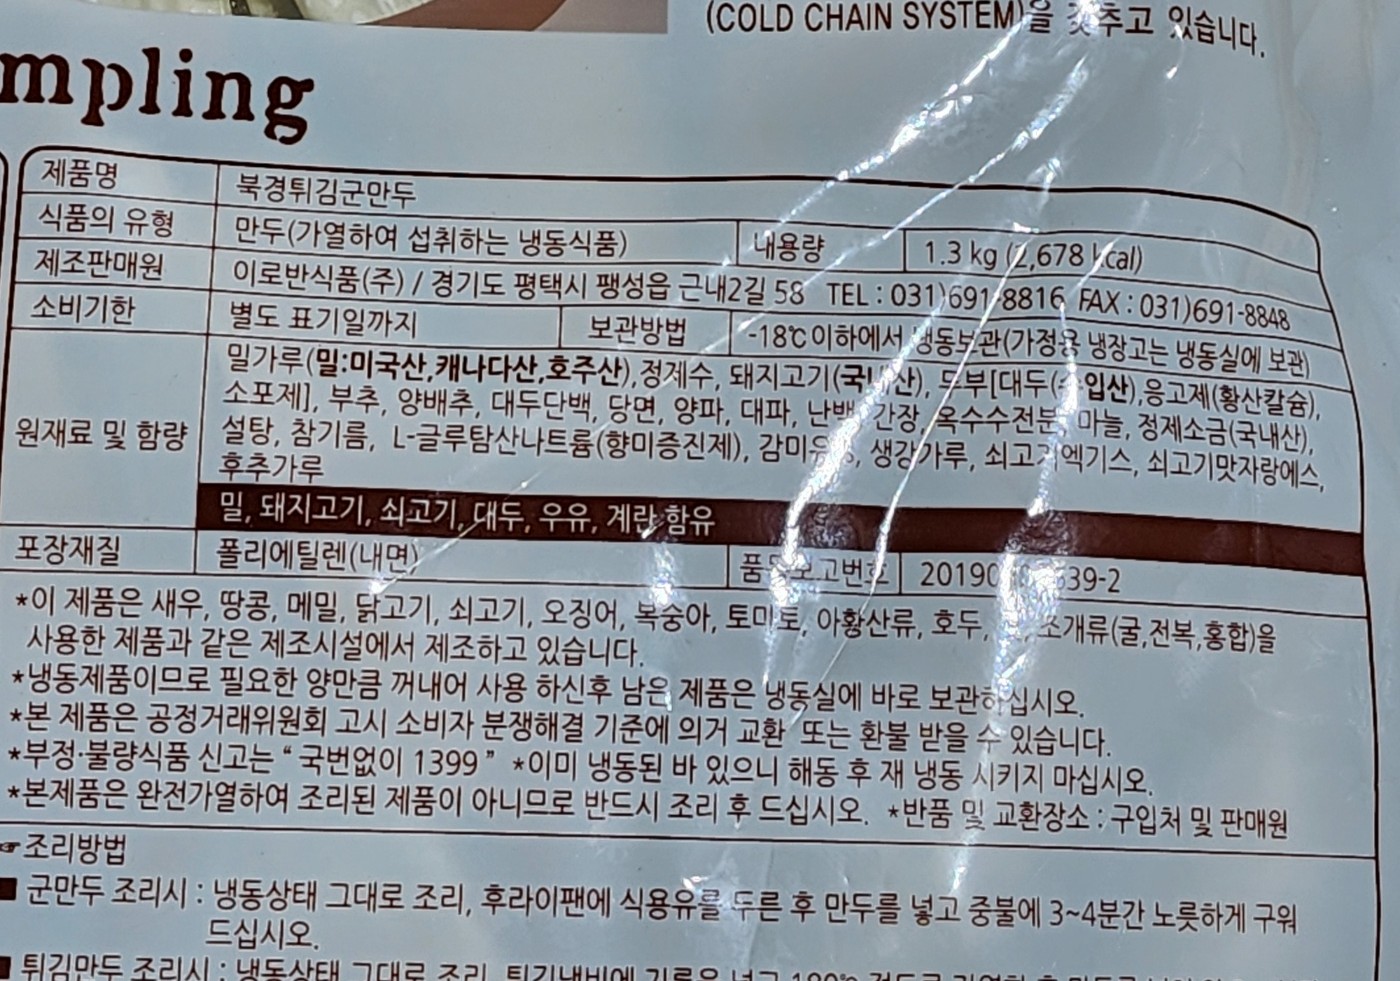 (COLD CHAIN SYSTEM)을 갖추고 있습니다.
mpling
제품명 북경튀김군만두
식품의 유형 만두(가열하여 섭취하는 냉동식품) 내용량 1.3 kg (2,678 kcal)
제조판매원 이로반식품(주) / 경기도 평택시 팽성읍 근내2길 58 TEL : 031)691-8816 FAX : 031)691-8848
소비기한 별도 표기일까지 보관방법 -18℃이하에서 냉동보관(가정용 냉장고는 냉동실에 보관)
원재료 및 함량
밀가루(밀:미국산,캐나다산,호주산),정제수, 돼지고기(국내산), 두부[대두(수입산),응고제(황산칼슘),
소포제], 부추, 양배추, 대두단백, 당면, 양파, 대파, 난백, 간장, 옥수수전분, 마늘, 정제소금(국내산),
설탕, 참기름, L-글루탐산나트륨(향미증진제), 생강가루, 쇠고기엑기스, 쇠고기맛자랑에스,
후추가루
밀, 돼지고기, 쇠고기, 대두, 우유, 계란 함유
포장재질 폴리에틸렌(내면) 품목보고번호
*이 제품은 새우, 땅콩, 메밀, 닭고기, 쇠고기, 오징어, 복숭아, 토마토, 아황산류, 호두, 조개류(굴,전복,홍합)을
사용한 제품과 같은 제조시설에서 제조하고 있습니다.
*냉동제품이므로 필요한 양만큼 꺼내어 사용 하신후 남은 제품은 냉동실에 바로 보관하십시오.
*본 제품은 공정거래위원회 고시 소비자 분쟁해결 기준에 의거 교환 또는 환불 받을 수 있습니다.
*부정·불량식품 신고는 “ 국번없이 1399 ” *이미 냉동된 바 있으니 해동 후 재 냉동 시키지 마십시오.
*본제품은 완전가열하여 조리된 제품이 아니므로 반드시 조리 후 드십시오. *반품 및 교환장소 : 구입처 및 판매원
☞조리방법
■ 군만두 조리시 : 냉동상태 그대로 조리, 후라이팬에 식용유를 두른 후 만두를 넣고 중불에 3~4분간 노릇하게 구워
드십시오.
■ 튀김만두 조리시 : 냉동상태 그대로 조리,